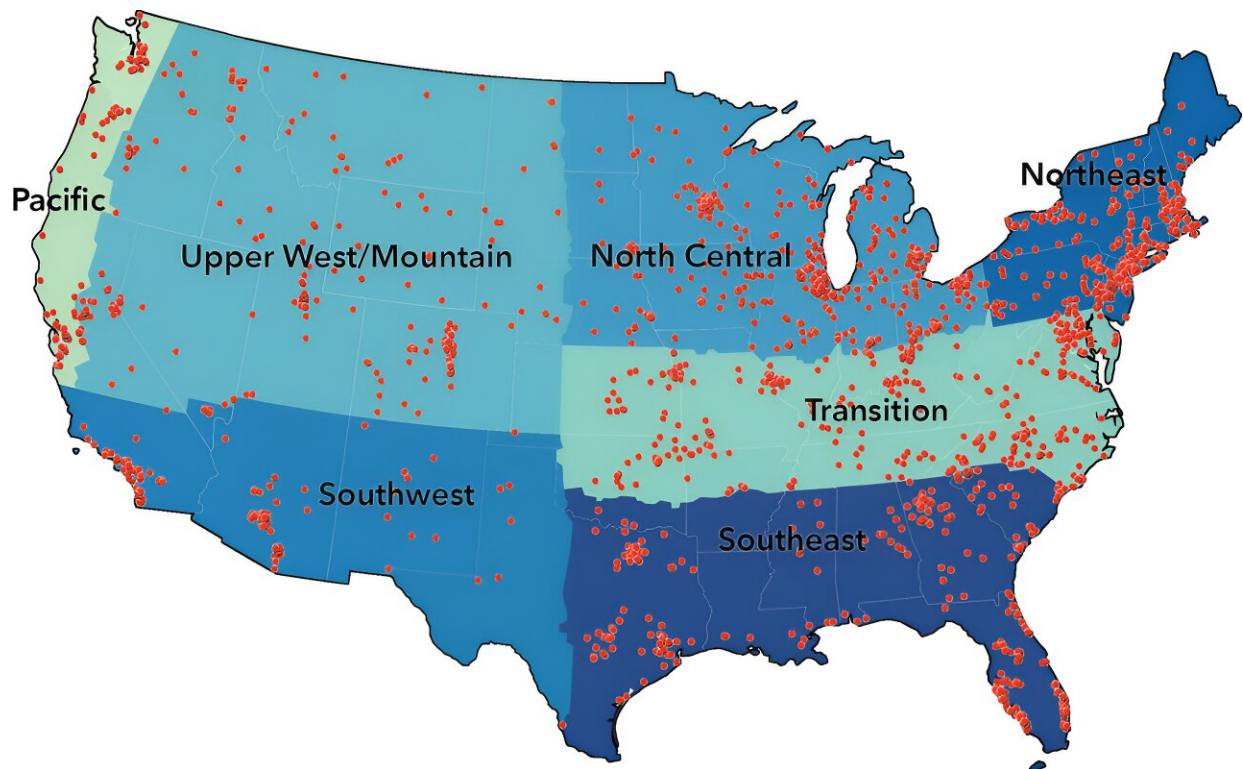 Northeast
Pacific
Upper West/Mountain
North Central
Transition
Southwest
Southeast